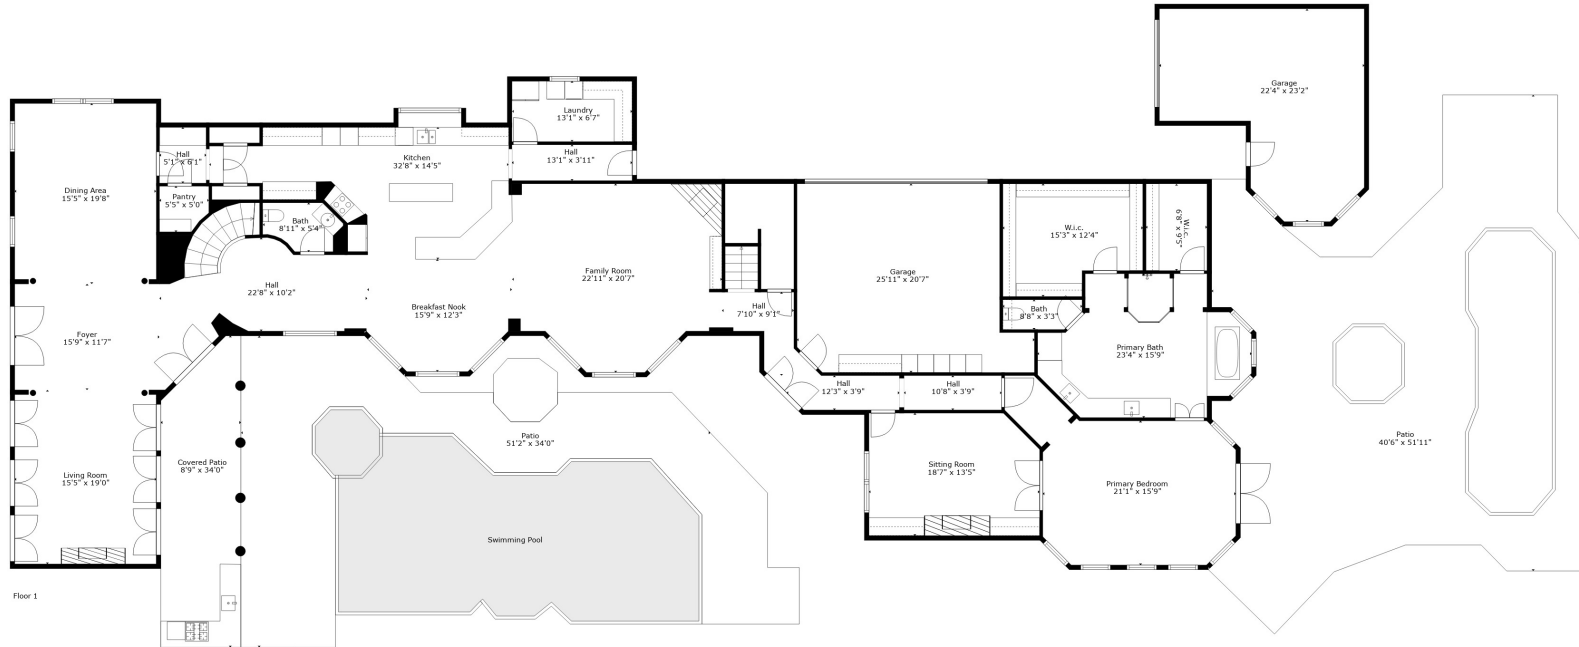 Garage
22'4" x 23'2"
Laundry
13'1" x 6'7"
Hall
13'1" x 3'11"
Hall
5'1" x 6'1"
Kitchen
32'8" x 14'5"
Dining Area
15'5" x 19'8"
Pantry
5'5" x 5'0"
Bath
8'11" x 5'4"
W.i.c.
15'3" x 12'4"
W.i.c.
6'8" x 9'5"
Family Room
22'11" x 20'7"
Garage
25'11" x 20'7"
Hall
22'8" x 10'2"
Breakfast Nook
15'9" x 12'3"
Hall
7'10" x 9'1"
Bath
8'8" x 3'3"
Foyer
15'9" x 11'7"
Primary Bath
23'4" x 15'9"
Hall
12'3" x 3'9"
Hall
10'8" x 3'9"
Patio
51'2" x 34'0"
Patio
40'6" x 51'11"
Covered Patio
8'9" x 34'0"
Sitting Room
18'7" x 13'5"
Living Room
15'5" x 19'0"
Primary Bedroom
21'1" x 15'9"
Swimming Pool
Floor 1